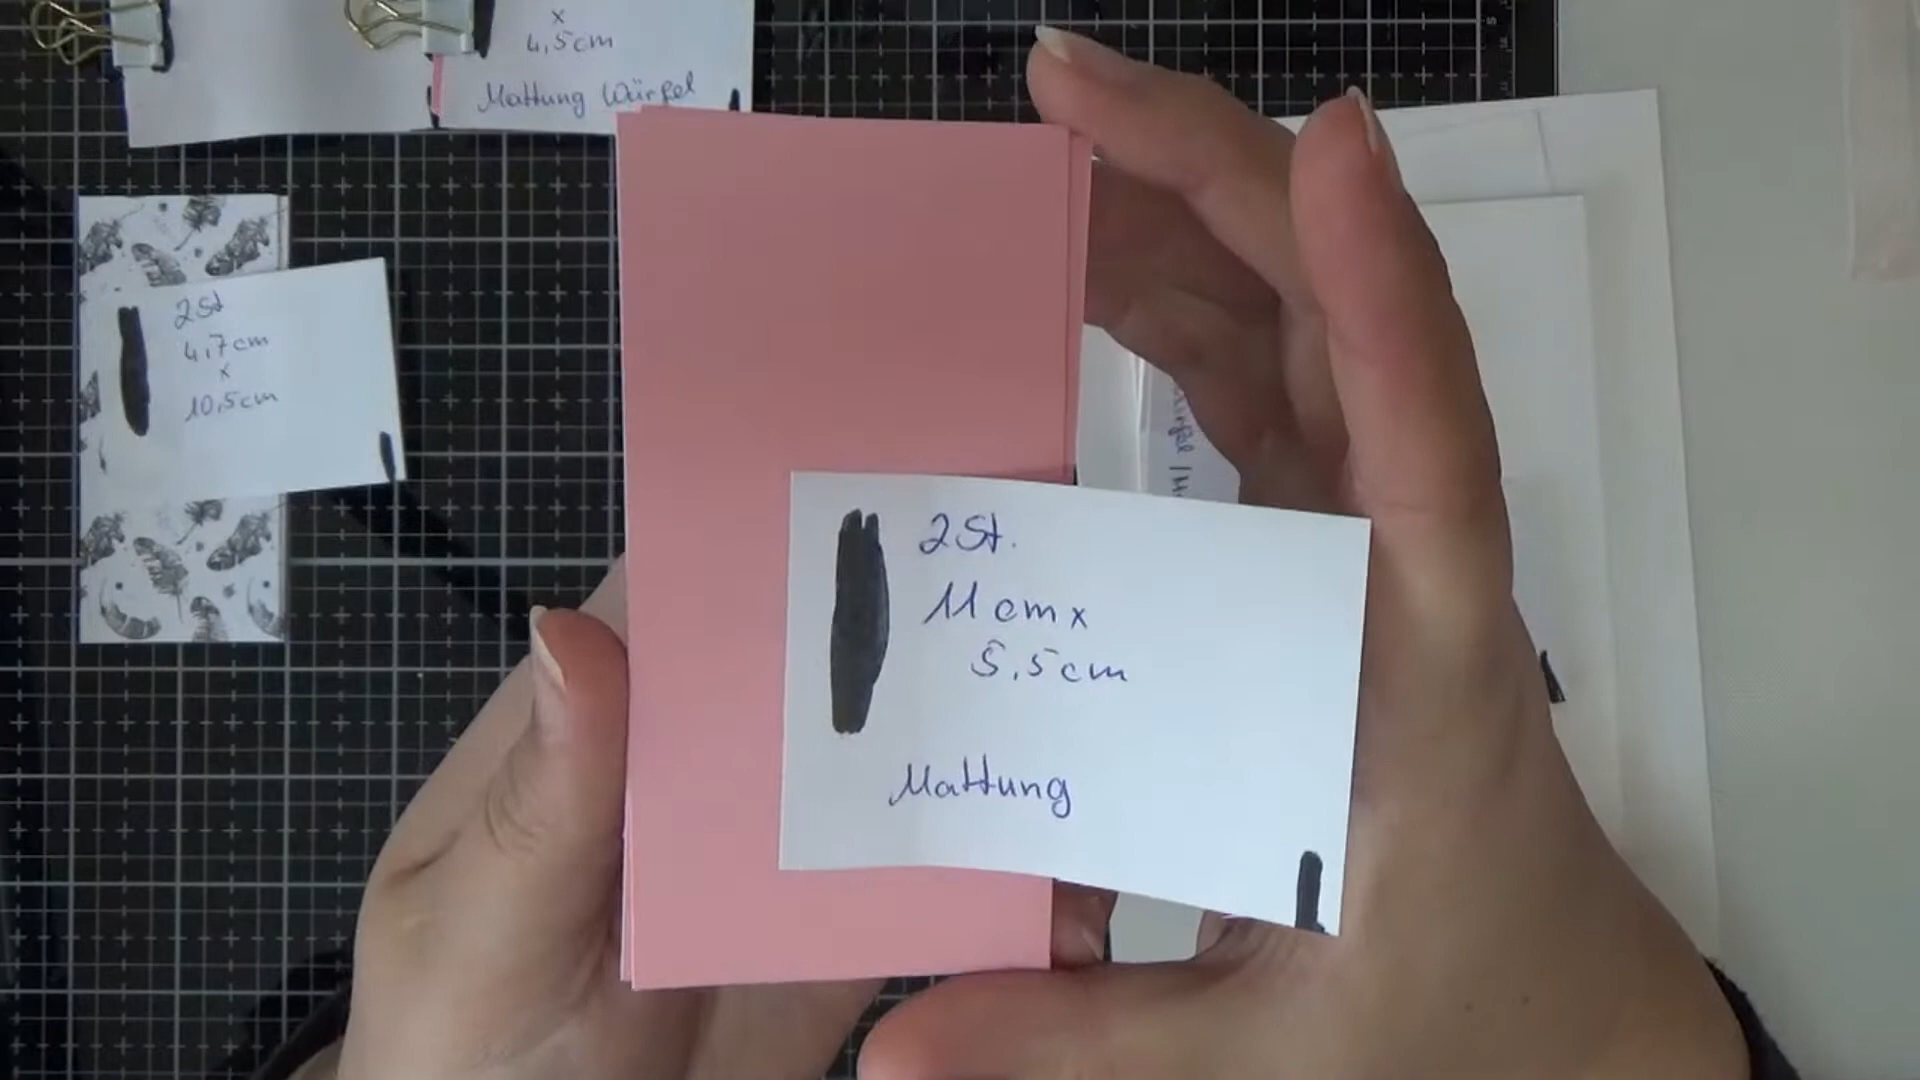 x
4,5cm
Mattung Würfel
2St
4,7cm
x
10,5cm
2St.
11cm x
5,5cm
Mattung